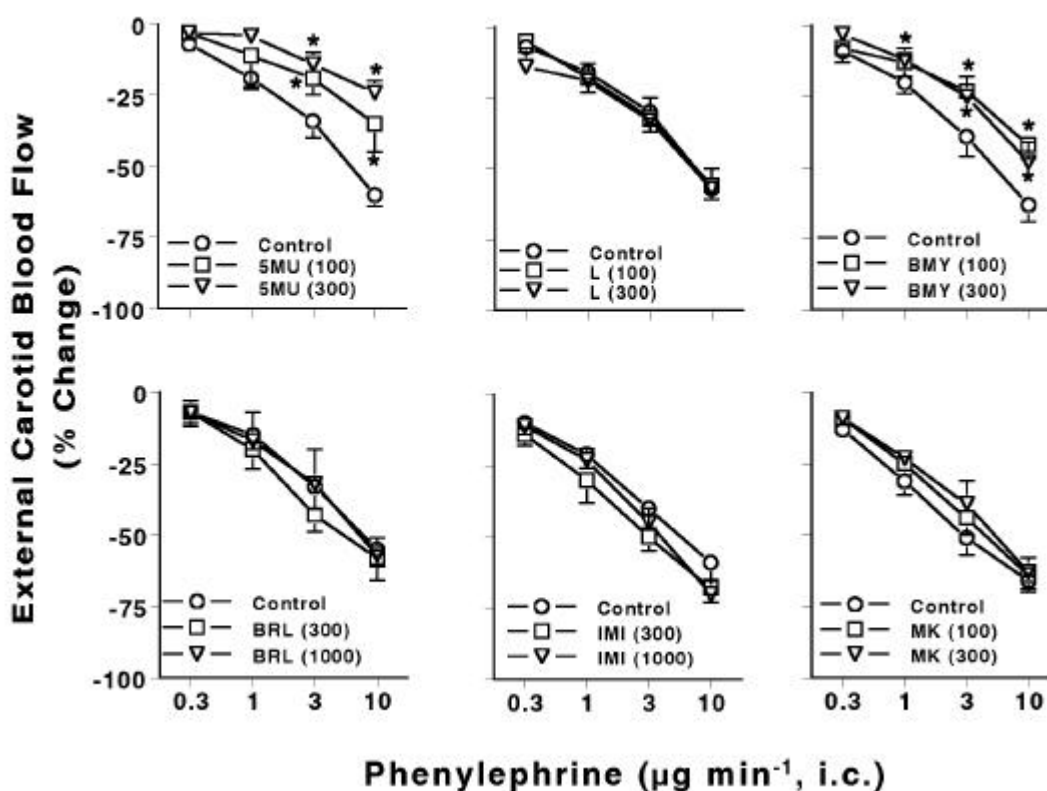 External Carotid Blood Flow
(% Change)
0
-25
-50
-75
-100
* * * *
Control
5MU (100)
5MU (300)
Control
L (100)
L (300)
* * * * *
Control
BMY (100)
BMY (300)
0
-25
-50
-75
-100
Control
BRL (300)
BRL (1000)
Control
IMI (300)
IMI (1000)
Control
MK (100)
MK (300)
0.3 1 3 10
0.3 1 3 10
0.3 1 3 10
Phenylephrine (µg min⁻¹, i.c.)